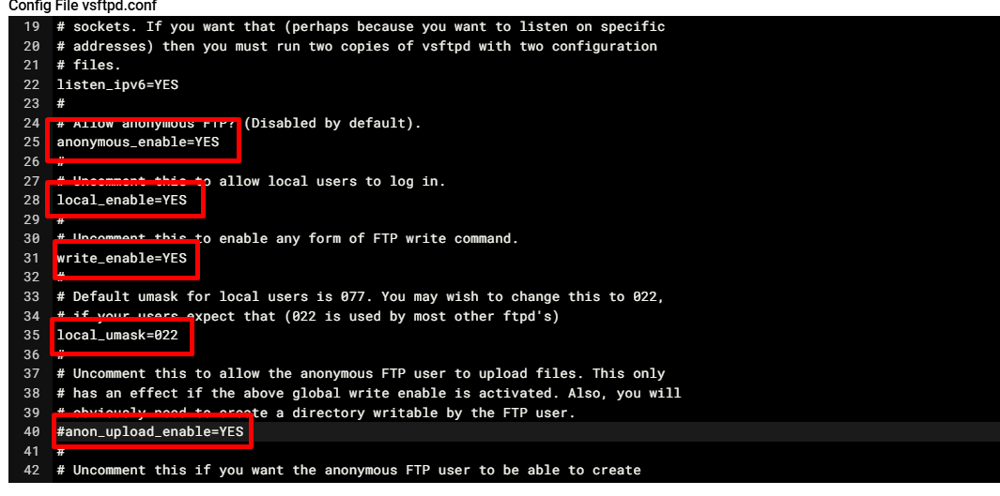 Config File vsftpd.conf
19 # sockets. If you want that (perhaps because you want to listen on specific
20 # addresses) then you must run two copies of vsftpd with two configuration
21 # files.
22 listen_ipv6=YES
23 #
24 # Allow anonymous FTP? (Disabled by default).
25 anonymous_enable=YES
26 #
27 # Uncomment this to allow local users to log in.
28 local_enable=YES
29 #
30 # Uncomment this to enable any form of FTP write command.
31 write_enable=YES
32 #
33 # Default umask for local users is 077. You may wish to change this to 022,
34 # if your users expect that (022 is used by most other ftpd's)
35 local_umask=022
36 #
37 # Uncomment this to allow the anonymous FTP user to upload files. This only
38 # has an effect if the above global write enable is activated. Also, you will
39 # obviously need to create a directory writable by the FTP user.
40 #anon_upload_enable=YES
41 #
42 # Uncomment this if you want the anonymous FTP user to be able to create